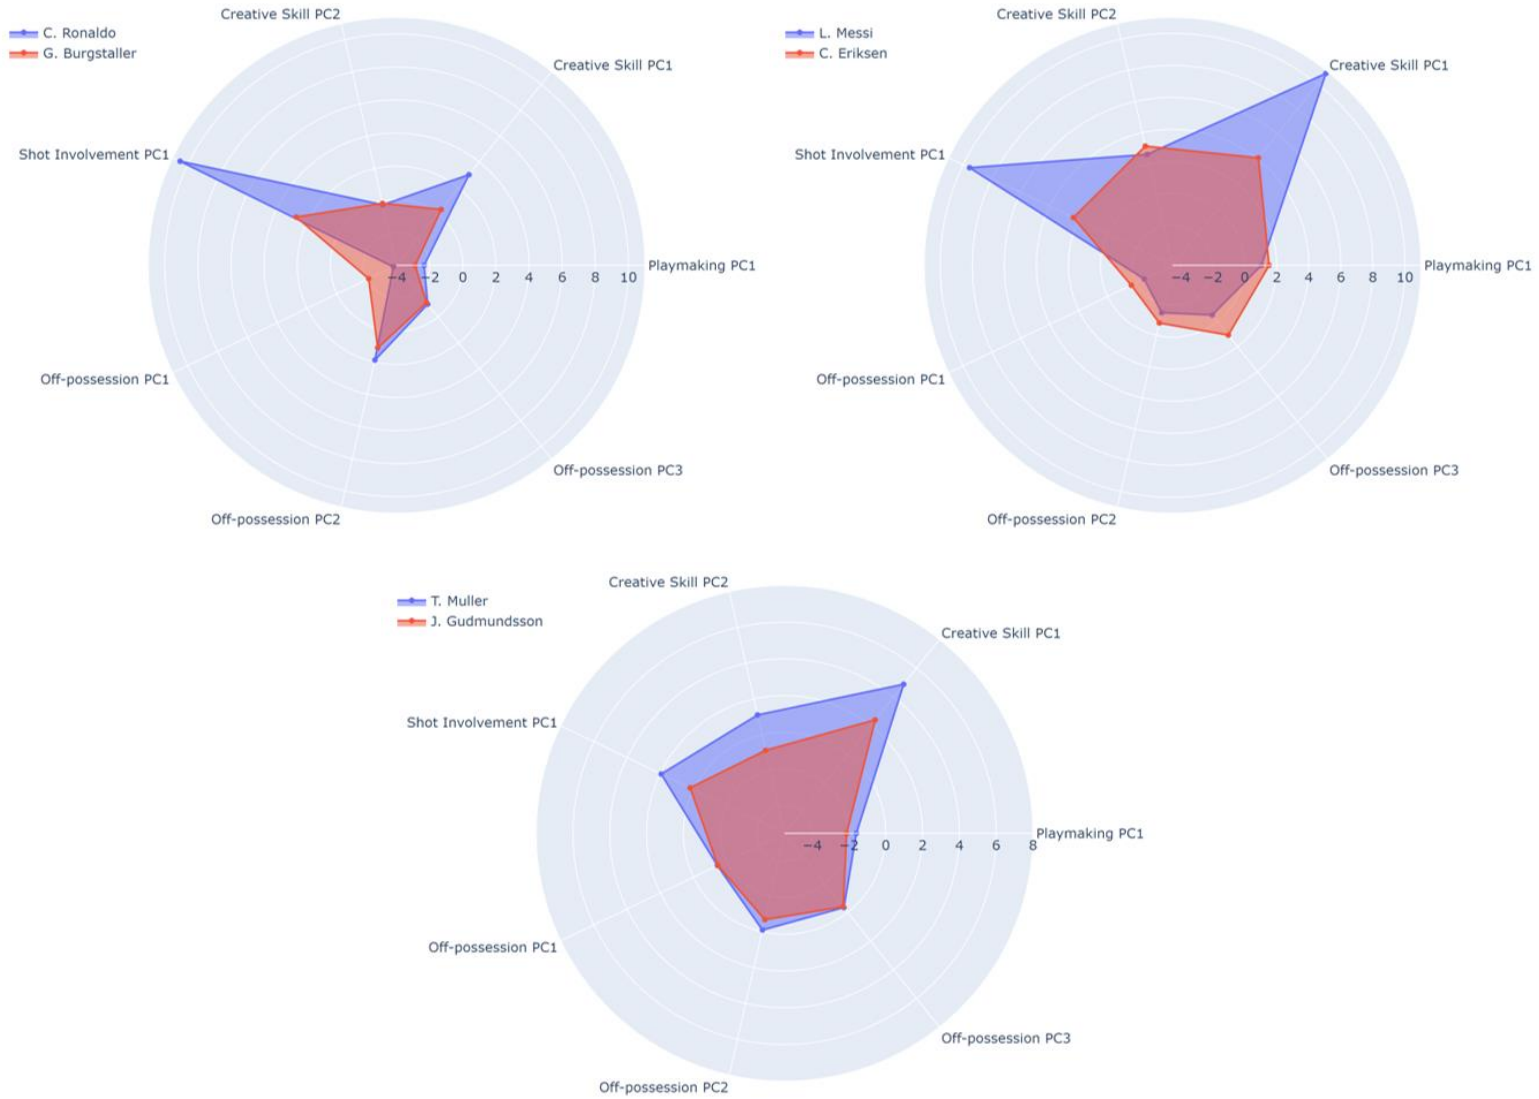 C. Ronaldo
G. Burgstaller
Creative Skill PC2
Creative Skill PC1
Shot Involvement PC1
Playmaking PC1
−4 −2 0 2 4 6 8 10
Off-possession PC1
Off-possession PC3
Off-possession PC2
L. Messi
C. Eriksen
Creative Skill PC2
Creative Skill PC1
Shot Involvement PC1
Playmaking PC1
−4 −2 0 2 4 6 8 10
Off-possession PC1
Off-possession PC3
Off-possession PC2
T. Muller
J. Gudmundsson
Creative Skill PC2
Creative Skill PC1
Shot Involvement PC1
Playmaking PC1
−4 −2 0 2 4 6 8
Off-possession PC1
Off-possession PC3
Off-possession PC2